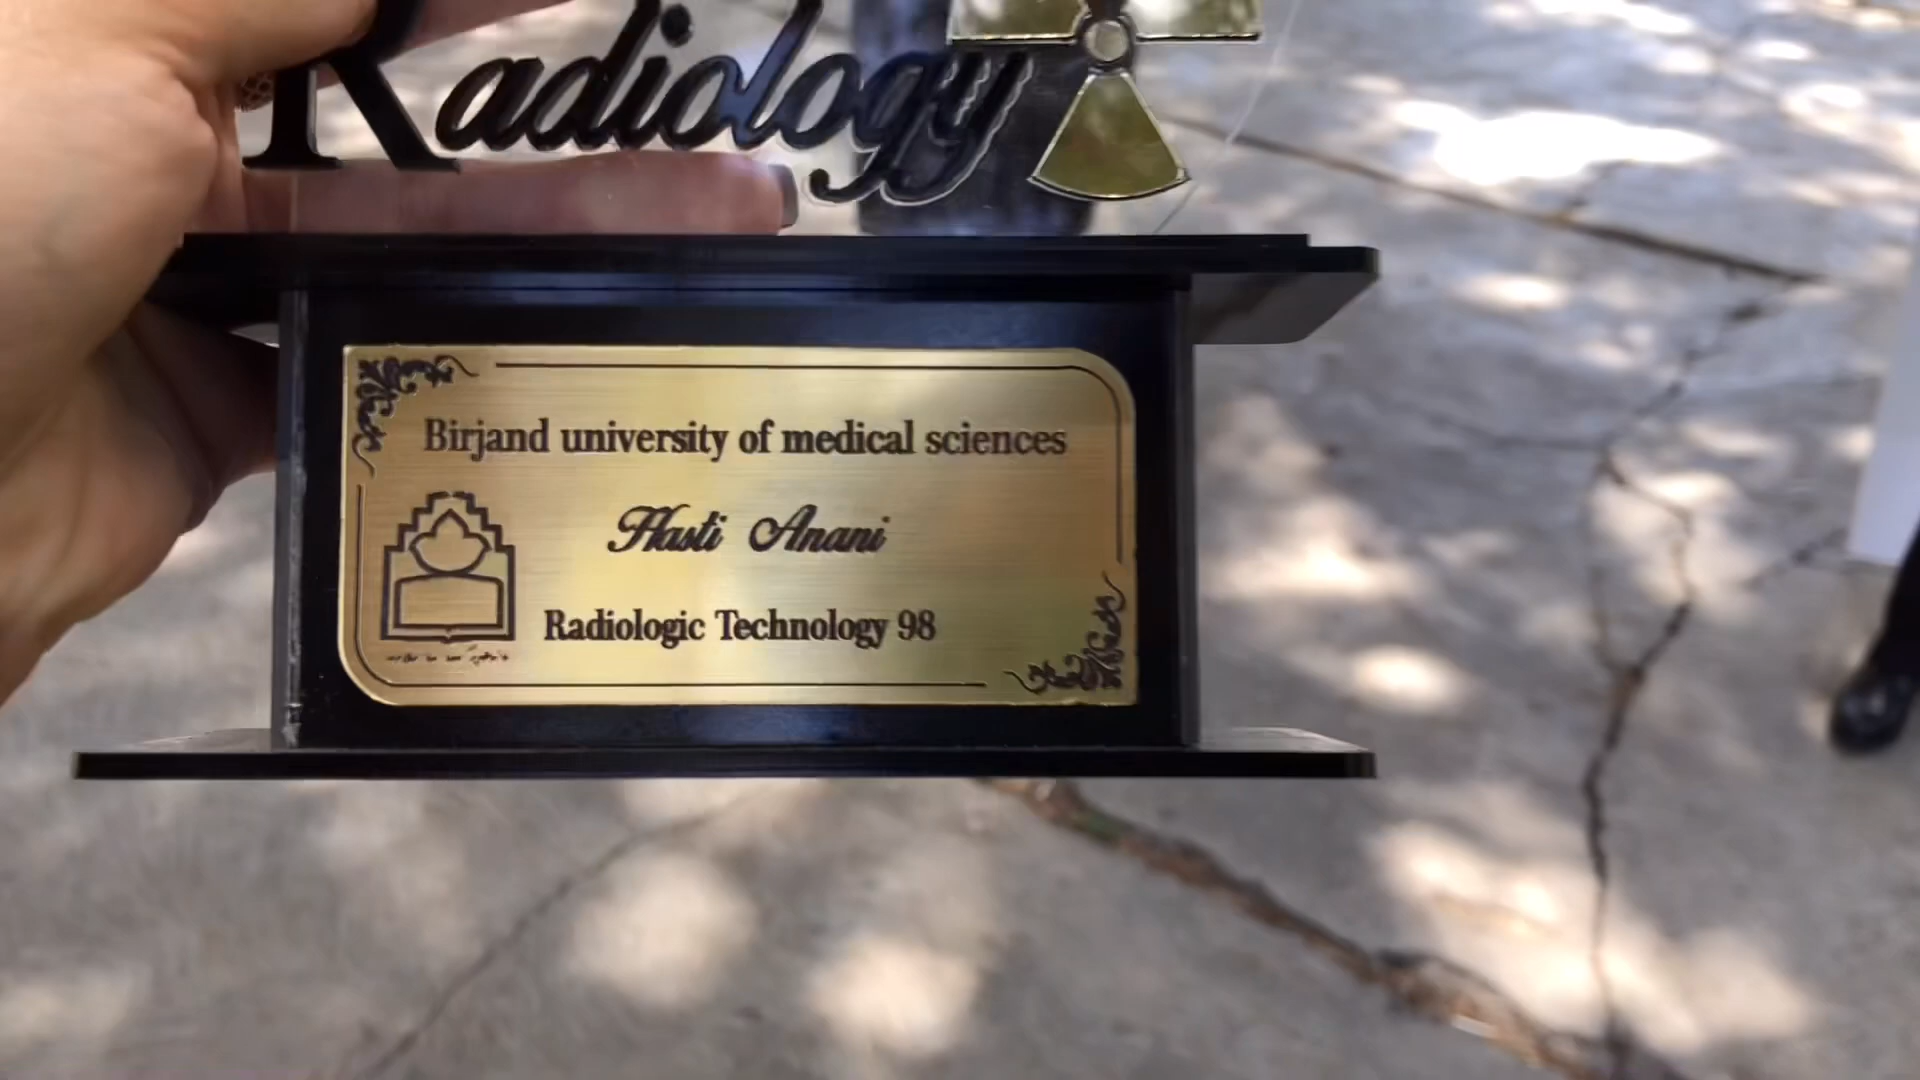 Radiology
Birjand university of medical sciences
Hasti Anani
Radiologic Technology 98